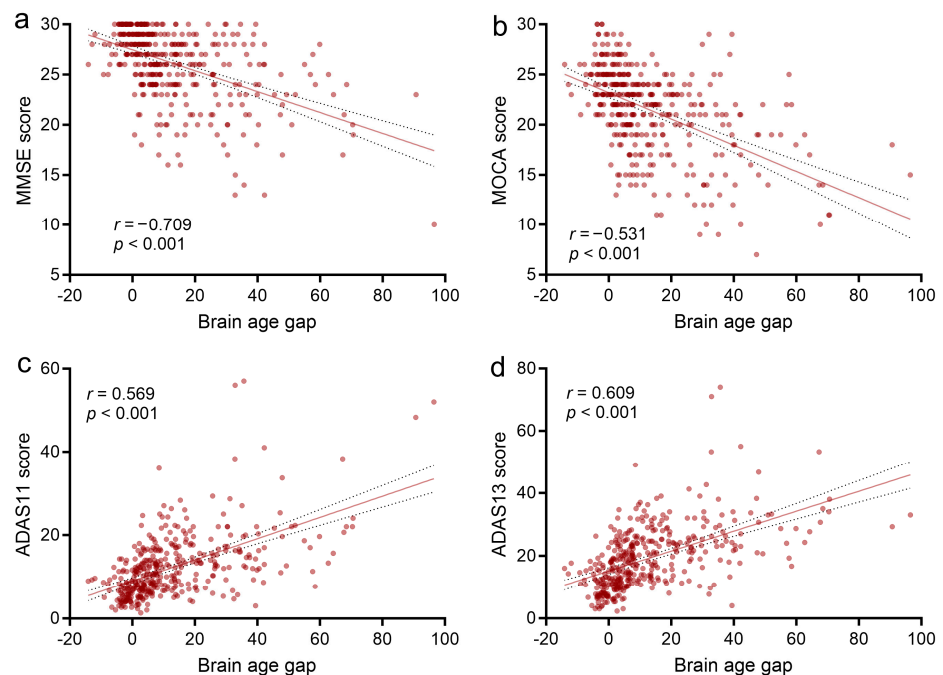 a
30
25
20
15
10
5
MMSE score
r = −0.709
p < 0.001
-20 0 20 40 60 80 100
Brain age gap
b
30
25
20
15
10
5
MOCA score
r = −0.531
p < 0.001
-20 0 20 40 60 80 100
Brain age gap
c
60
40
20
0
ADAS11 score
r = 0.569
p < 0.001
-20 0 20 40 60 80 100
Brain age gap
d
80
60
40
20
0
ADAS13 score
r = 0.609
p < 0.001
-20 0 20 40 60 80 100
Brain age gap